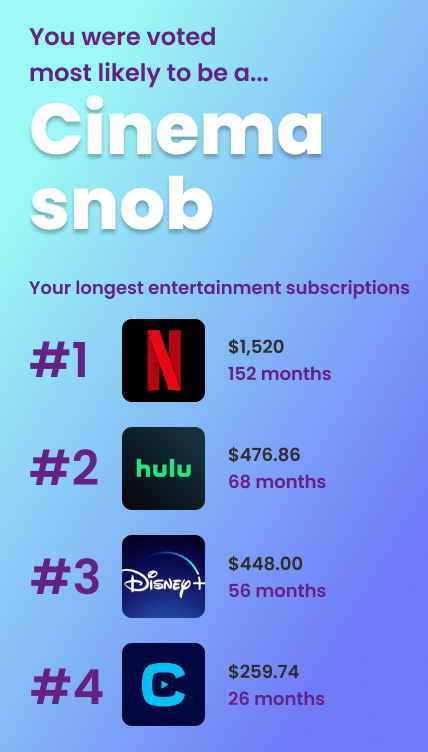 You were voted
most likely to be a...
Cinema
snob
Your longest entertainment subscriptions
#1
N
$1,520
152 months
#2
hulu
$476.86
68 months
#3
Disney+
$448.00
56 months
#4
C
$259.74
26 months